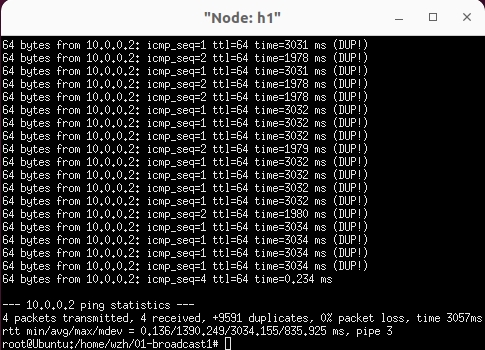 "Node: h1"
64 bytes from 10.0.0.2: icmp_seq=1 ttl=64 time=3031 ms (DUP!)
64 bytes from 10.0.0.2: icmp_seq=2 ttl=64 time=1978 ms (DUP!)
64 bytes from 10.0.0.2: icmp_seq=1 ttl=64 time=3031 ms (DUP!)
64 bytes from 10.0.0.2: icmp_seq=2 ttl=64 time=1978 ms (DUP!)
64 bytes from 10.0.0.2: icmp_seq=2 ttl=64 time=1978 ms (DUP!)
64 bytes from 10.0.0.2: icmp_seq=1 ttl=64 time=3032 ms (DUP!)
64 bytes from 10.0.0.2: icmp_seq=1 ttl=64 time=3032 ms (DUP!)
64 bytes from 10.0.0.2: icmp_seq=1 ttl=64 time=3032 ms (DUP!)
64 bytes from 10.0.0.2: icmp_seq=2 ttl=64 time=1979 ms (DUP!)
64 bytes from 10.0.0.2: icmp_seq=1 ttl=64 time=3032 ms (DUP!)
64 bytes from 10.0.0.2: icmp_seq=1 ttl=64 time=3032 ms (DUP!)
64 bytes from 10.0.0.2: icmp_seq=1 ttl=64 time=3032 ms (DUP!)
64 bytes from 10.0.0.2: icmp_seq=1 ttl=64 time=3032 ms (DUP!)
64 bytes from 10.0.0.2: icmp_seq=2 ttl=64 time=1980 ms (DUP!)
64 bytes from 10.0.0.2: icmp_seq=1 ttl=64 time=3034 ms (DUP!)
64 bytes from 10.0.0.2: icmp_seq=1 ttl=64 time=3034 ms (DUP!)
64 bytes from 10.0.0.2: icmp_seq=1 ttl=64 time=3034 ms (DUP!)
64 bytes from 10.0.0.2: icmp_seq=1 ttl=64 time=3034 ms (DUP!)
64 bytes from 10.0.0.2: icmp_seq=4 ttl=64 time=0.234 ms
--- 10.0.0.2 ping statistics ---
4 packets transmitted, 4 received, +9591 duplicates, 0% packet loss, time 3057ms
rtt min/avg/max/mdev = 0.136/1390.249/3034.155/835.925 ms, pipe 3
root@Ubuntu:/home/wzh/01-broadcast1#